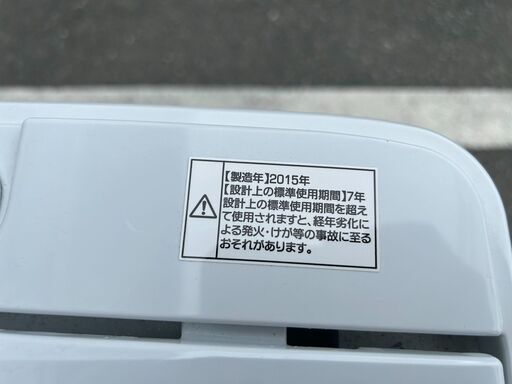 【製造年】2015年
【設計上の標準使用期間】7年
設計上の標準使用期間を超え
て使用されますと、経年劣化に
よる発火・けが等の事故に至る
おそれがあります。